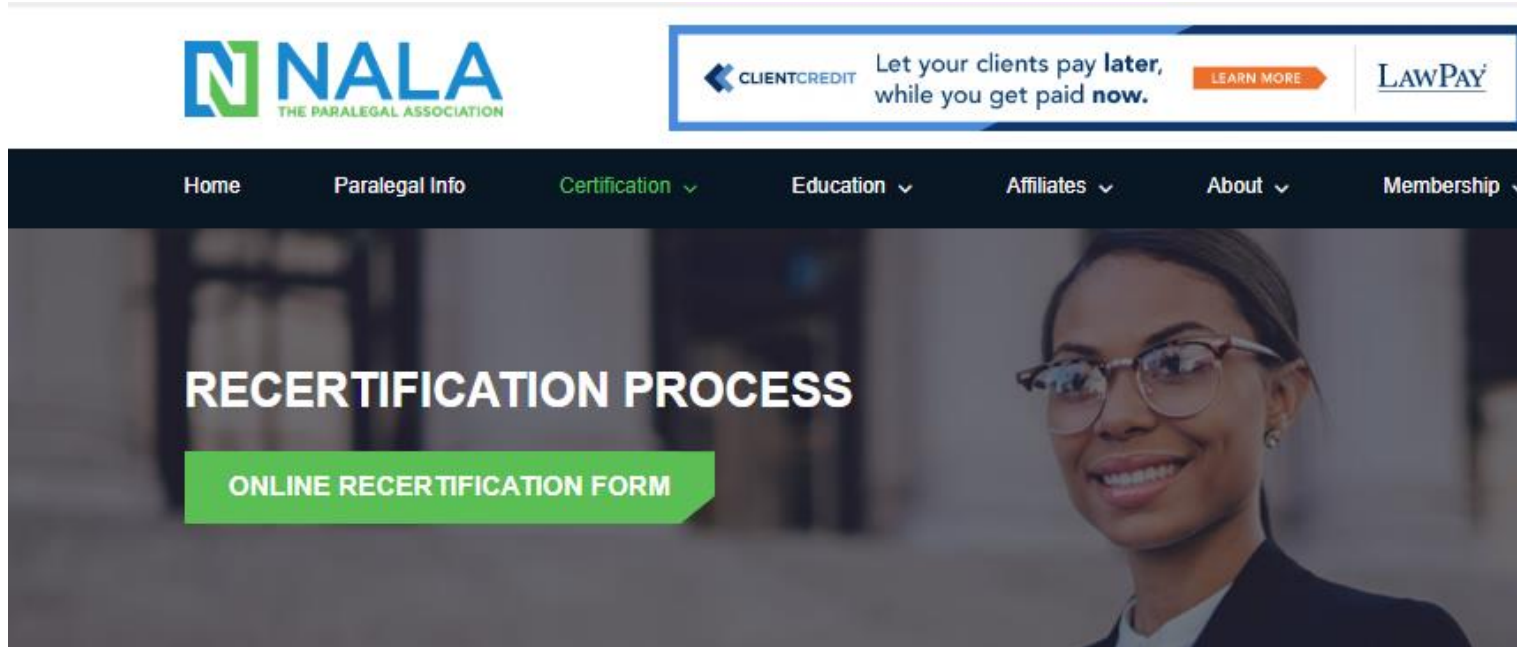 NALA
THE PARALEGAL ASSOCIATION
CLIENTCREDIT
Let your clients pay later,
while you get paid now.
LEARN MORE
LAWPAY
Home Paralegal Info Certification Education Affiliates About Membership
RECERTIFICATION PROCESS
ONLINE RECERTIFICATION FORM